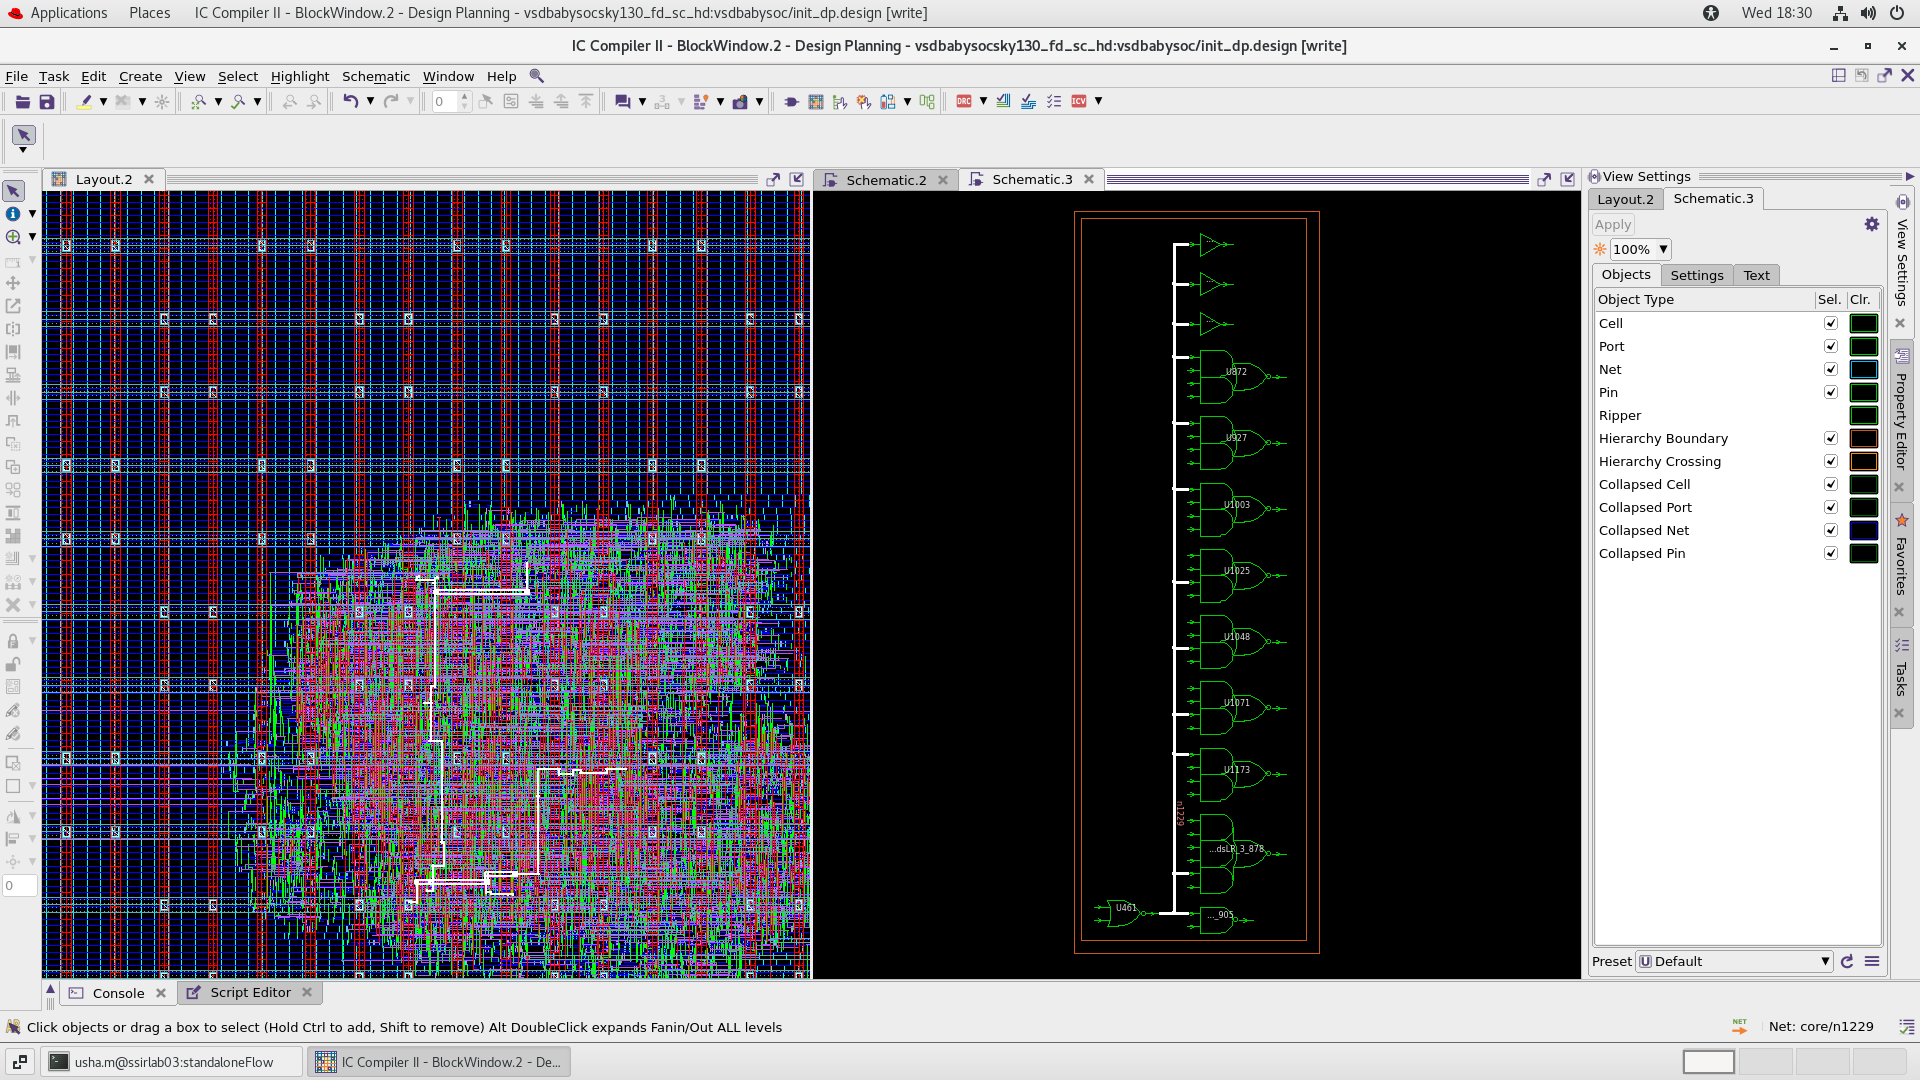 Applications Places IC Compiler II - BlockWindow.2 - Design Planning - vsdbabysocsky130_fd_sc_hd:vsdbabysoc/init_dp.design [write] Wed 18:30
IC Compiler II - BlockWindow.2 - Design Planning - vsdbabysocsky130_fd_sc_hd:vsdbabysoc/init_dp.design [write]
File Task Edit Create View Select Highlight Schematic Window Help
0 DRC ICV
Layout.2
Schematic.2 Schematic.3
View Settings
Layout.2 Schematic.3
Apply
100%
Objects Settings Text
Object Type Sel. Clr.
Cell
Port
Net
Pin
Ripper
Hierarchy Boundary
Hierarchy Crossing
Collapsed Cell
Collapsed Port
Collapsed Net
Collapsed Pin
Preset U Default
View Settings
Property Editor
Favorites
Tasks
U872
U927
U1003
U1025
U1048
U1071
U1173
n1229
...dsLR_3_878
U461
..._905
0
Console Script Editor
Click objects or drag a box to select (Hold Ctrl to add, Shift to remove) Alt DoubleClick expands Fanin/Out ALL levels
NET Net: core/n1229
usha.m@ssirlab03:standaloneFlow
IC Compiler II - BlockWindow.2 - De...